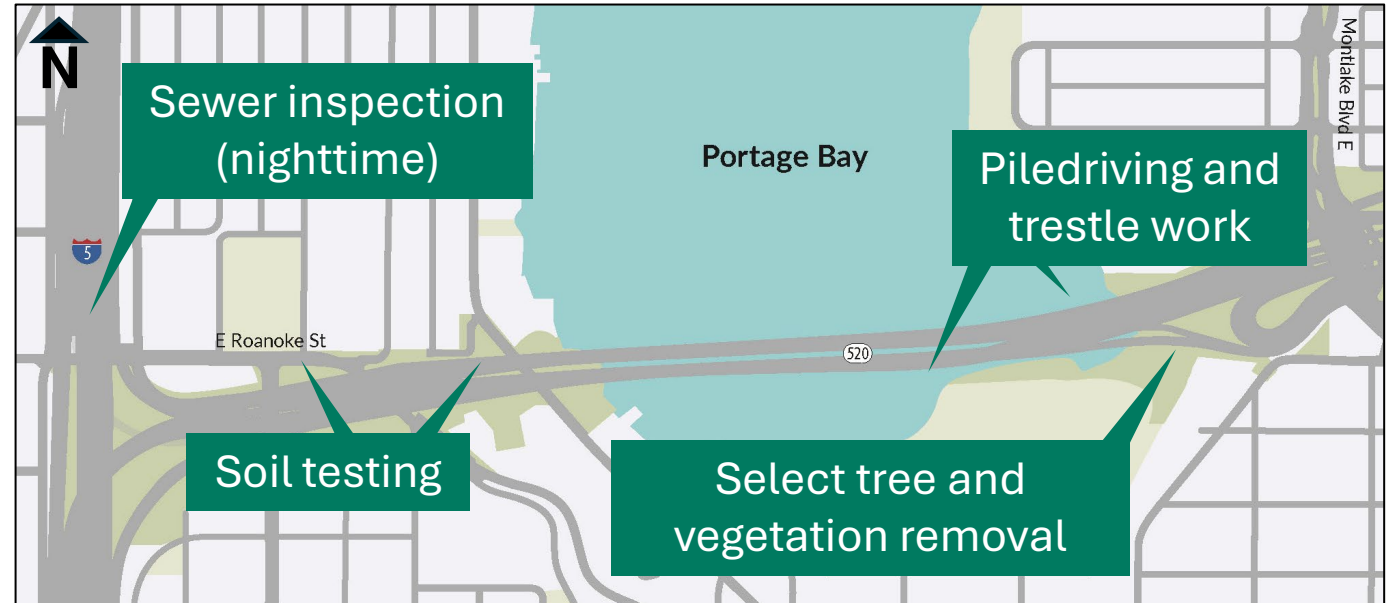 N
Sewer inspection
(nighttime)
Portage Bay
Montlake Blvd E
Piledriving and
trestle work
5
E Roanoke St
520
Soil testing
Select tree and
vegetation removal